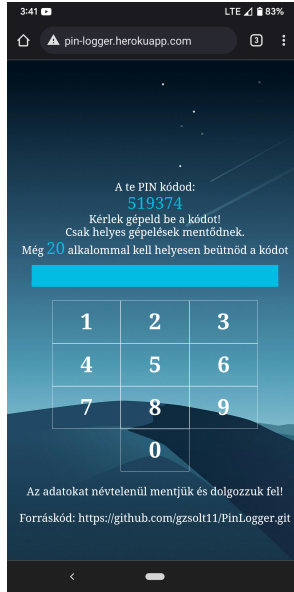 3:41 LTE 83%
pin-logger.herokuapp.com 3
A te PIN kódod:
519374
Kérlek gépeld be a kódot!
Csak helyes gépelések mentődnek.
Még 20 alkalommal kell helyesen beütnöd a kódot
1 2 3
4 5 6
7 8 9
0
Az adatokat névtelenül mentjük és dolgozzuk fel!
Forráskód: https://github.com/gzsolt11/PinLogger.git